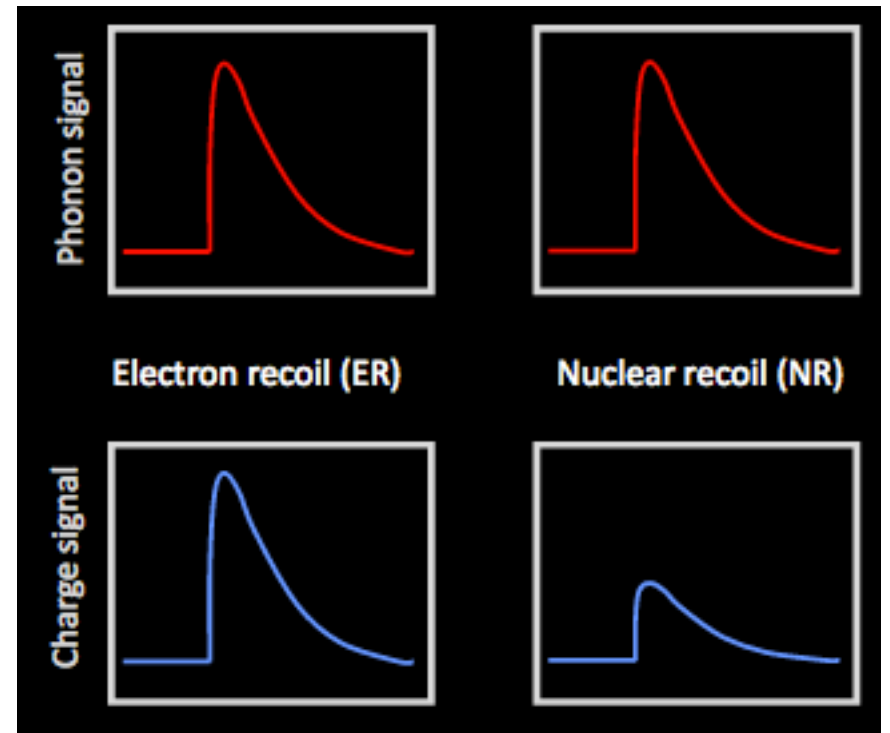 Phonon signal
Electron recoil (ER)
Nuclear recoil (NR)
Charge signal